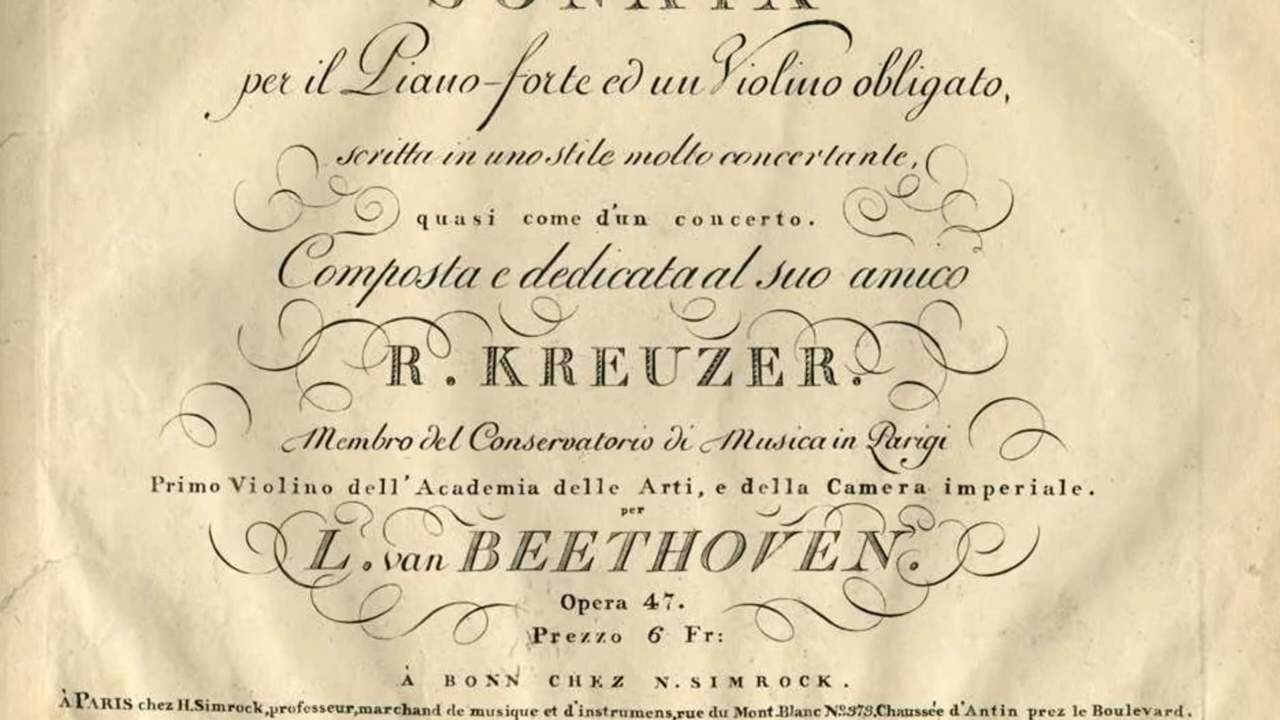 SONATA
per il Piano-forte ed un Violino obligato,
scritta in uno stile molto concertante,
quasi come d'un concerto.
Composta e dedicata al suo amico
R. KREUZER.
Membro del Conservatorio di Musica in Parigi
Primo Violino dell'Academia delle Arti, e della Camera imperiale.
per
L. van BEETHOVEN.
Opera 47.
Prezzo 6 Fr:
À BONN CHEZ N. SIMROCK.
À PARIS chez H. Simrock, professeur, marchand de musique et d'instrumens, rue du Mont Blanc Nº 373, Chaussée d'Antin prez le Boulevard.